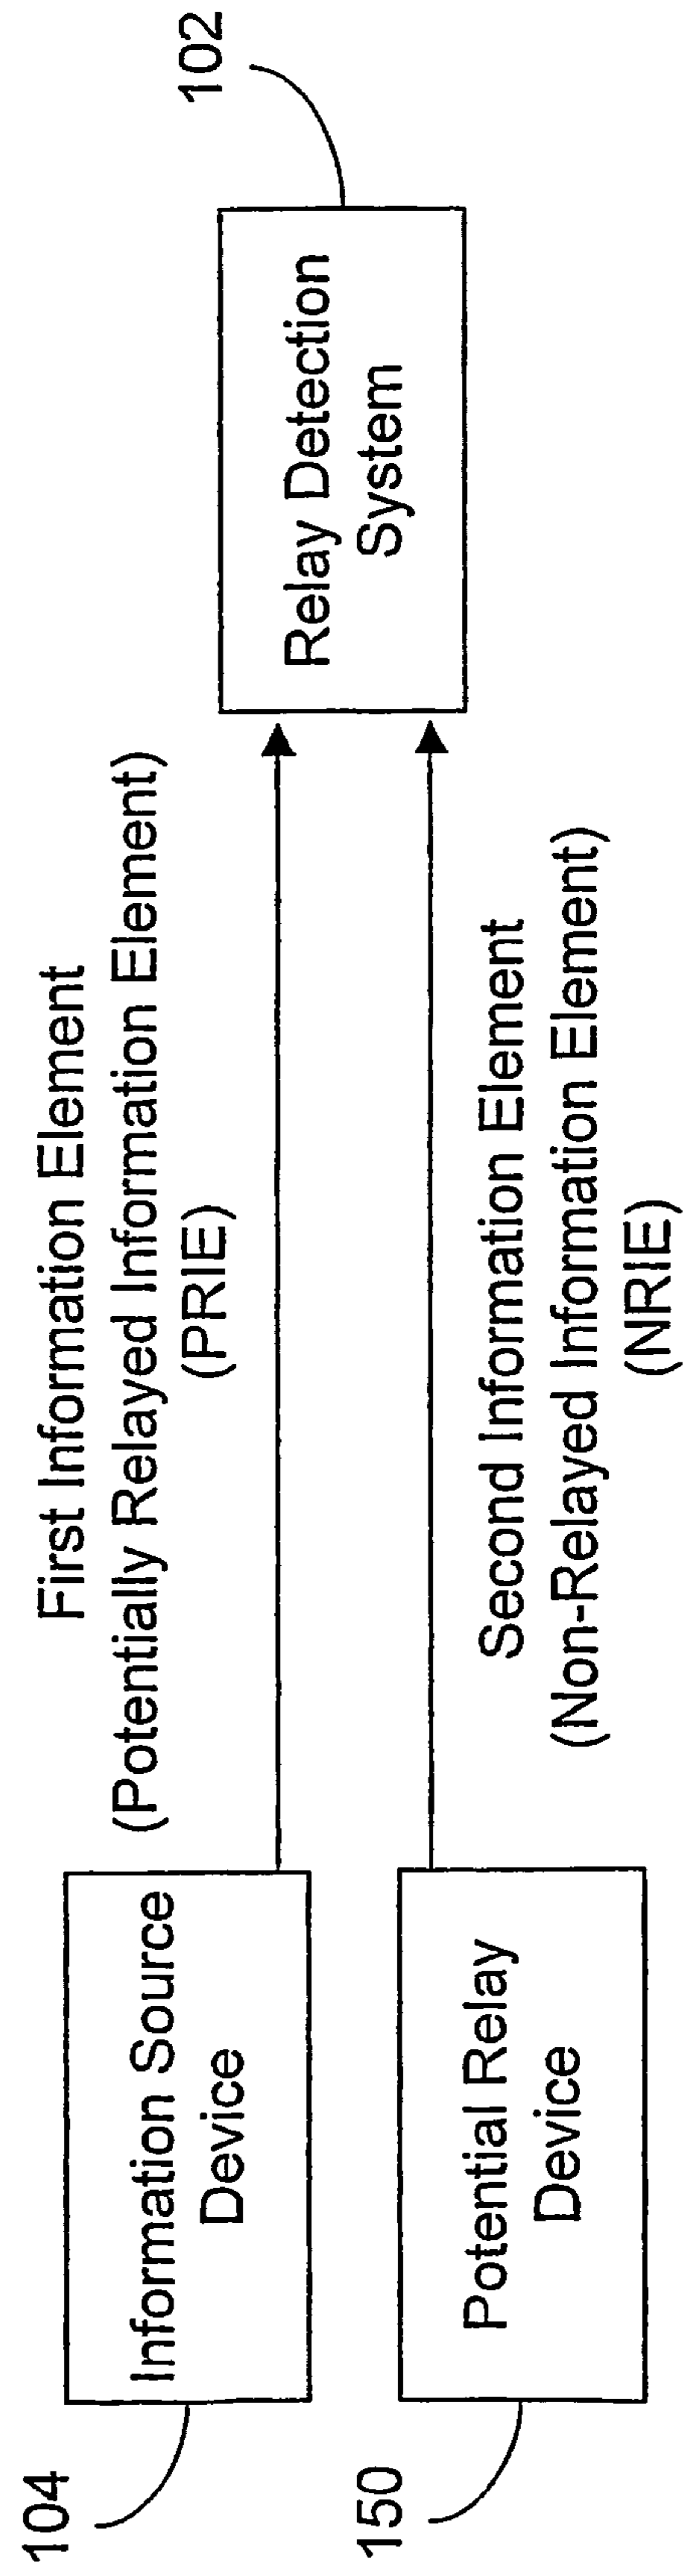 102
Relay Detection
System
First Information Element
(Potentially Relayed Information Element)
(PRIE)
Second Information Element
(Non-Relayed Information Element)
(NRIE)
Information Source
Device
104
Potential Relay
Device
150